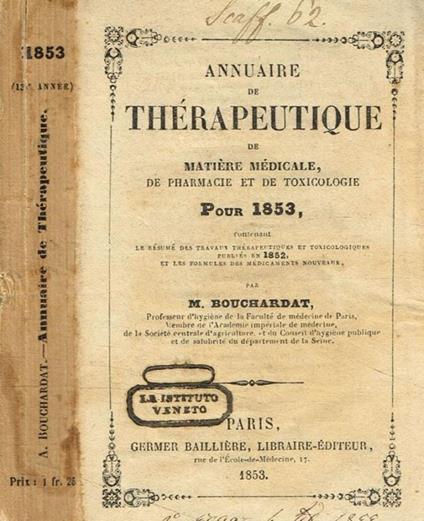 1853
(13e ANNÉE)
A. BOUCHARDAT.—Annuaire de Thérapeutique.
Prix : 1 fr. 25
Scaff. 62.
ANNUAIRE
DE
THÉRAPEUTIQUE
DE
MATIÈRE MÉDICALE,
DE PHARMACIE ET DE TOXICOLOGIE
POUR 1853,
contenant
LE RÉSUMÉ DES TRAVAUX THÉRAPEUTIQUES ET TOXICOLOGIQUES
PUBLIÉS EN 1852,
ET LES FORMULES DES MÉDICAMENTS NOUVEAUX,
PAR
M. BOUCHARDAT,
Professeur d'hygiène de la Faculté de médecine de Paris,
Membre de l'Academie impériale de médecine,
de la Société centrale d'agriculture, et du Conseil d'hygiène publique
et de salubrité du département de la Seine.
I.R. ISTITUTO
VENETO
PARIS,
GERMER BAILLIÈRE, LIBRAIRE-ÉDITEUR,
rue de l'École-de-Médecine, 17.
1853.